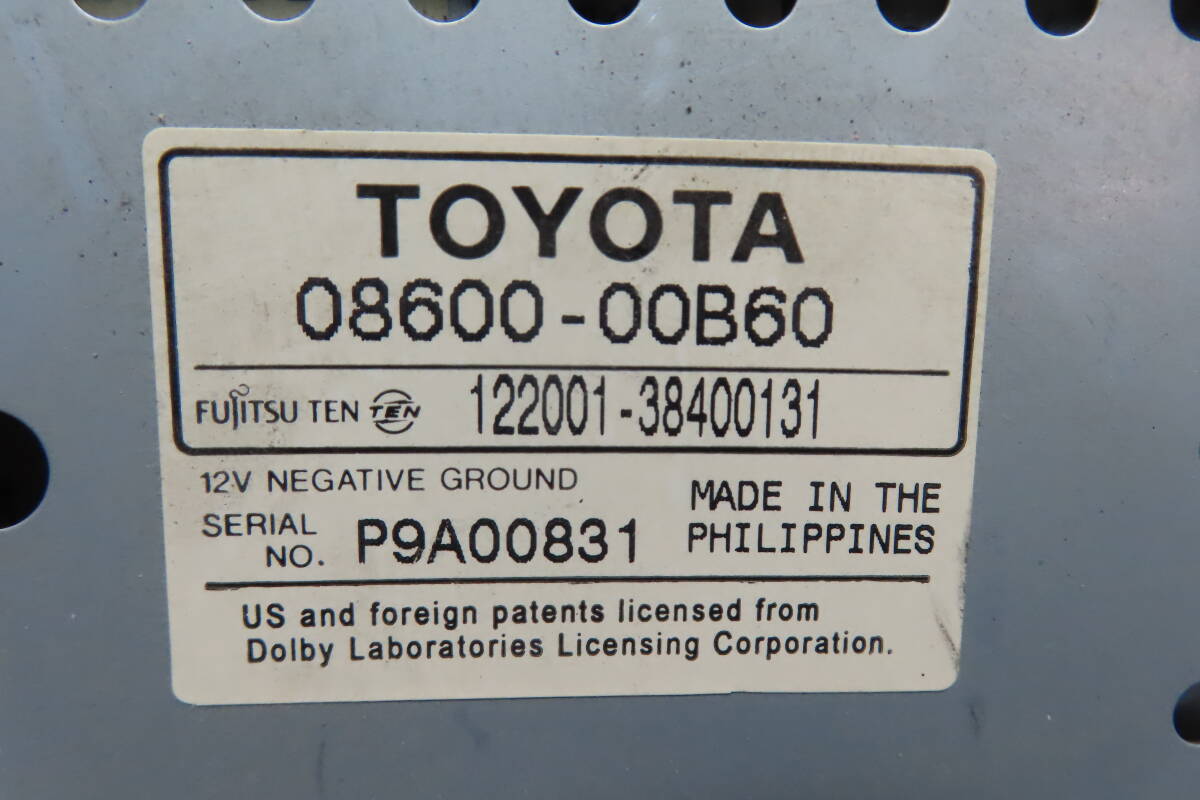 TOYOTA
08600-00B60
FUJITSU TEN TEN 122001-38400131
12V NEGATIVE GROUND
SERIAL NO. P9A00831
MADE IN THE
PHILIPPINES
US and foreign patents licensed from
Dolby Laboratories Licensing Corporation.